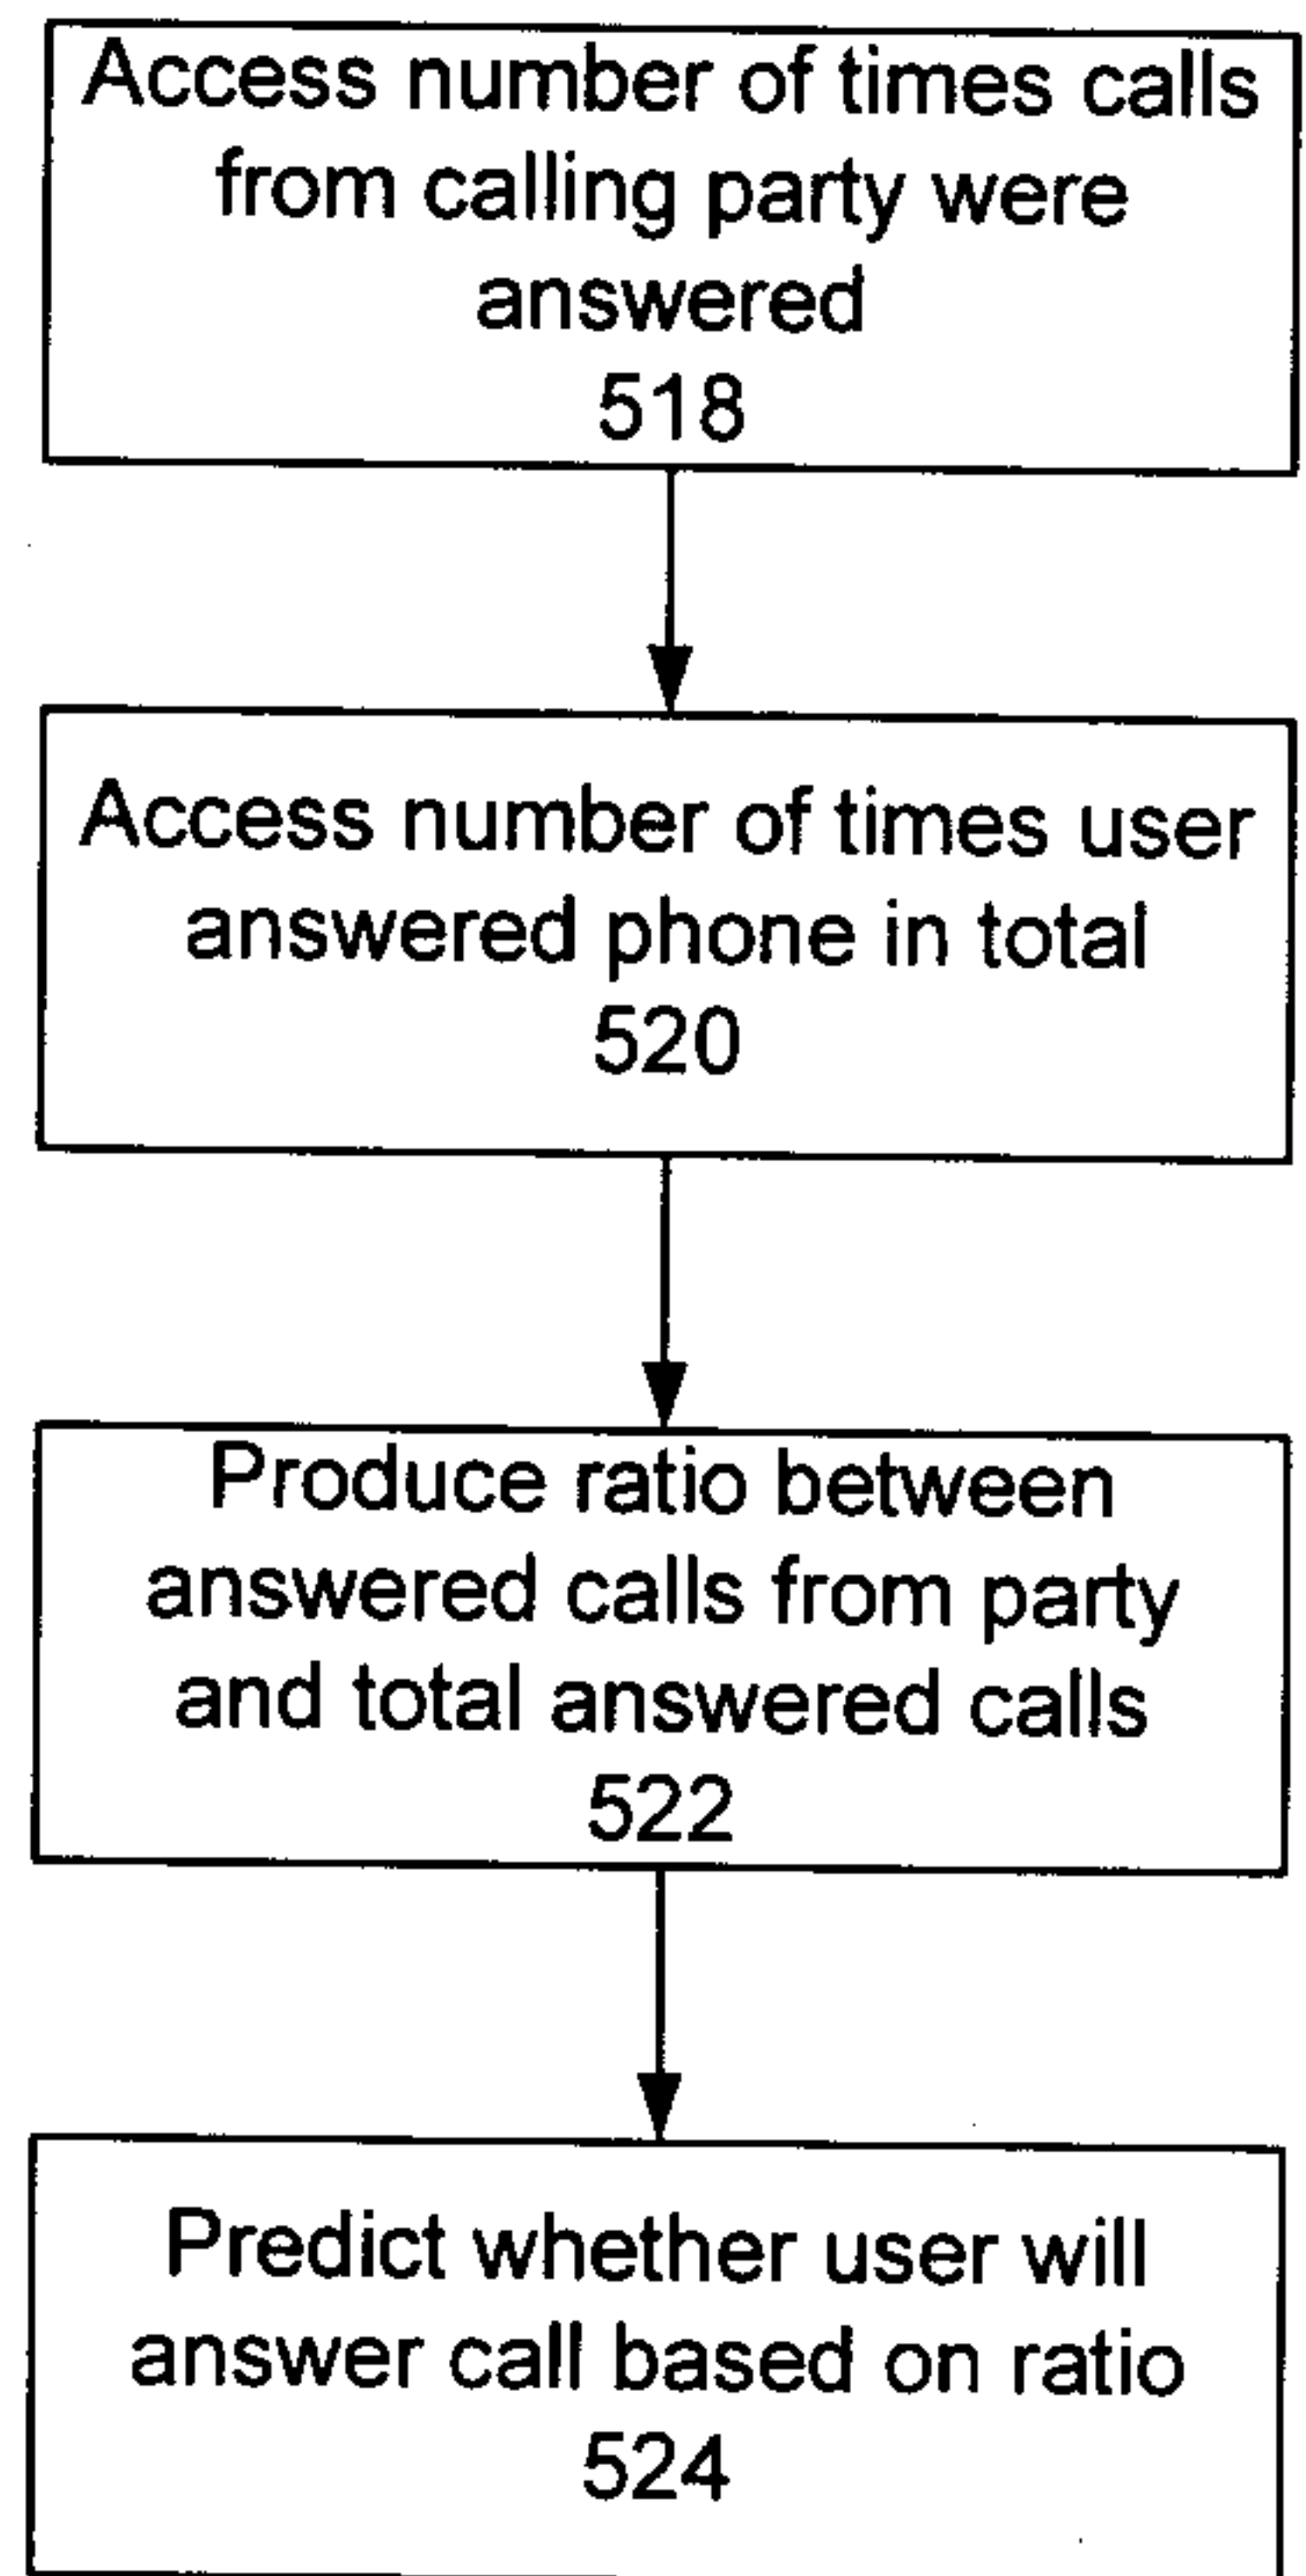 Access number of times calls
from calling party were
answered
518
Access number of times user
answered phone in total
520
Produce ratio between
answered calls from party
and total answered calls
522
Predict whether user will
answer call based on ratio
524